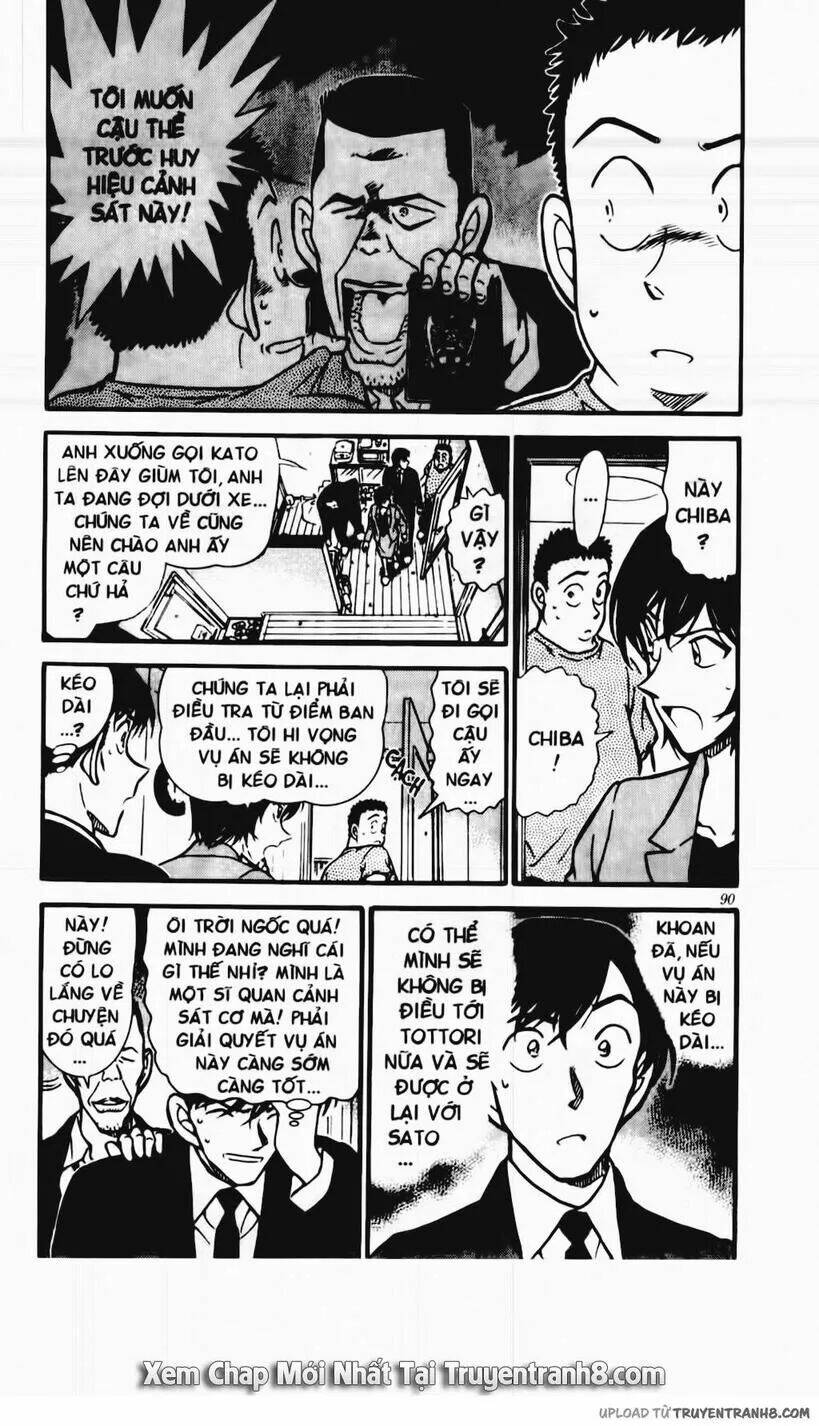 TÔI MUỐN
CẬU THỀ
TRƯỚC HUY
HIỆU CẢNH
SÁT NÀY!
NÀY
CHIBA
?
...
CHIBA
!
GÌ
VẬY?
ANH XUỐNG GỌI KATO
LÊN ĐÂY GIÙM TÔI, ANH
TA ĐANG ĐỢI DƯỚI XE...
CHÚNG TA VỀ CŨNG
NÊN CHÀO ANH ẤY
MỘT CÂU
CHỨ HẢ
?
TÔI SẼ
ĐI GỌI
CẬU
ẤY
NGAY
...
CẠCH
CHÚNG TA LẠI PHẢI
ĐIỀU TRA TỪ ĐIỂM BAN
ĐẦU... TÔI HI VỌNG
VỤ ÁN SẼ KHÔNG
BỊ KÉO DÀI...
KÉO
DÀI
...?
90
KHOAN
ĐÃ, NẾU
VỤ ÁN
NÀY BỊ
KÉO
DÀI...
CÓ THỂ
MÌNH SẼ
KHÔNG BỊ
ĐIỀU TỚI
TOTTORI
NỮA VÀ SẼ
ĐƯỢC Ở
LẠI VỚI
SATO
...
ÔI TRỜI NGỐC QUÁ!
MÌNH ĐANG NGHĨ CÁI
GÌ THẾ NHỈ? MÌNH LÀ
MỘT SĨ QUAN CẢNH
SÁT CƠ MÀ! PHẢI
GIẢI QUYẾT VỤ ÁN
NÀY CÀNG SỚM
CÀNG TỐT...
NÀY!
ĐỪNG
CÓ LO
LẮNG VỀ
CHUYỆN
ĐÓ QUÁ
...
Xem Chap Mới Nhất Tại Truyentranh8.com
UPLOAD TỪ TRUYENTRANH8.COM